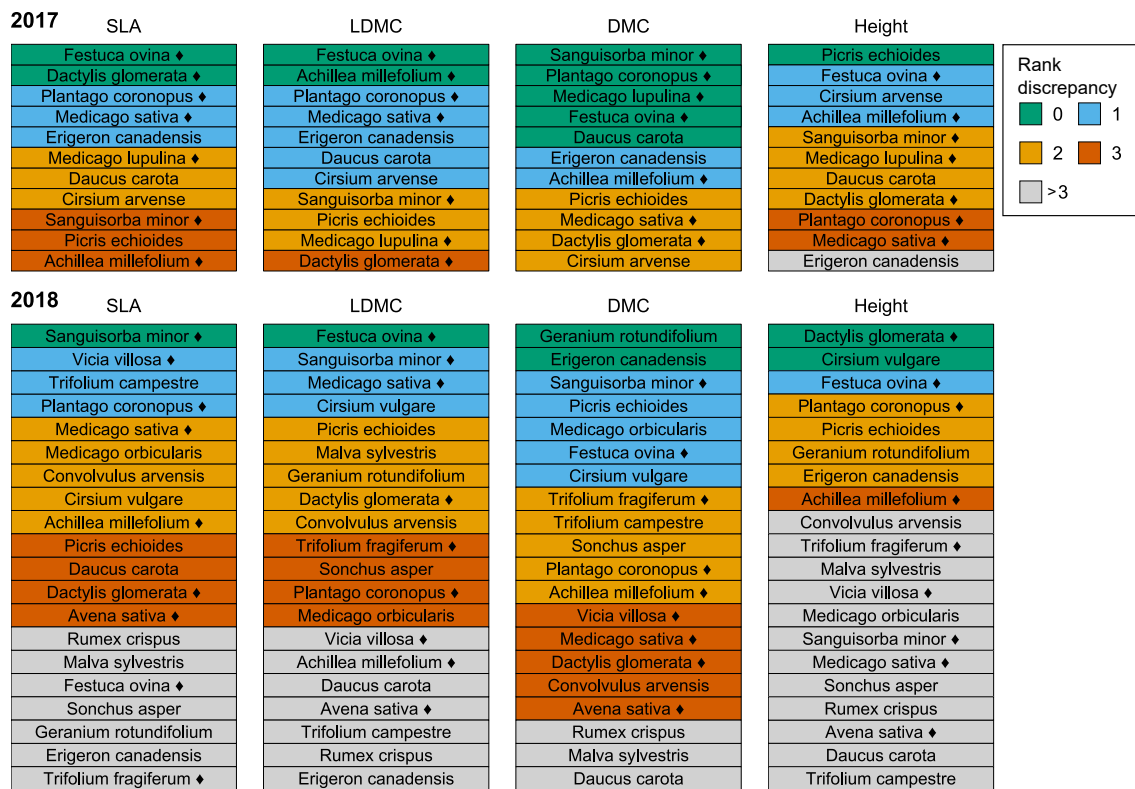 2017
SLA LDMC DMC Height
Festuca ovina ♦ Festuca ovina ♦ Sanguisorba minor ♦ Picris echioides
Dactylis glomerata ♦ Achillea millefolium ♦ Plantago coronopus ♦ Festuca ovina ♦
Plantago coronopus ♦ Plantago coronopus ♦ Medicago lupulina ♦ Cirsium arvense
Medicago sativa ♦ Medicago sativa ♦ Festuca ovina ♦ Achillea millefolium ♦
Erigeron canadensis Erigeron canadensis Daucus carota Sanguisorba minor ♦
Medicago lupulina ♦ Daucus carota Erigeron canadensis Medicago lupulina ♦
Daucus carota Cirsium arvense Achillea millefolium ♦ Daucus carota
Cirsium arvense Sanguisorba minor ♦ Picris echioides Dactylis glomerata ♦
Sanguisorba minor ♦ Picris echioides Medicago sativa ♦ Plantago coronopus ♦
Picris echioides Medicago lupulina ♦ Dactylis glomerata ♦ Medicago sativa ♦
Achillea millefolium ♦ Dactylis glomerata ♦ Cirsium arvense Erigeron canadensis
Rank
discrepancy
0 1
2 3
>3
2018
SLA LDMC DMC Height
Sanguisorba minor ♦ Festuca ovina ♦ Geranium rotundifolium Dactylis glomerata ♦
Vicia villosa ♦ Sanguisorba minor ♦ Erigeron canadensis Cirsium vulgare
Trifolium campestre Medicago sativa ♦ Sanguisorba minor ♦ Festuca ovina ♦
Plantago coronopus ♦ Cirsium vulgare Picris echioides Plantago coronopus ♦
Medicago sativa ♦ Picris echioides Medicago orbicularis Picris echioides
Medicago orbicularis Malva sylvestris Festuca ovina ♦ Geranium rotundifolium
Convolvulus arvensis Geranium rotundifolium Cirsium vulgare Erigeron canadensis
Cirsium vulgare Dactylis glomerata ♦ Trifolium fragiferum ♦ Achillea millefolium ♦
Achillea millefolium ♦ Convolvulus arvensis Trifolium campestre Convolvulus arvensis
Picris echioides Trifolium fragiferum ♦ Sonchus asper Trifolium fragiferum ♦
Daucus carota Sonchus asper Plantago coronopus ♦ Malva sylvestris
Dactylis glomerata ♦ Plantago coronopus ♦ Achillea millefolium ♦ Vicia villosa ♦
Avena sativa ♦ Medicago orbicularis Vicia villosa ♦ Medicago orbicularis
Rumex crispus Vicia villosa ♦ Medicago sativa ♦ Sanguisorba minor ♦
Malva sylvestris Achillea millefolium ♦ Dactylis glomerata ♦ Medicago sativa ♦
Festuca ovina ♦ Daucus carota Convolvulus arvensis Sonchus asper
Sonchus asper Avena sativa ♦ Avena sativa ♦ Rumex crispus
Geranium rotundifolium Trifolium campestre Rumex crispus Avena sativa ♦
Erigeron canadensis Rumex crispus Malva sylvestris Daucus carota
Trifolium fragiferum ♦ Erigeron canadensis Daucus carota Trifolium campestre